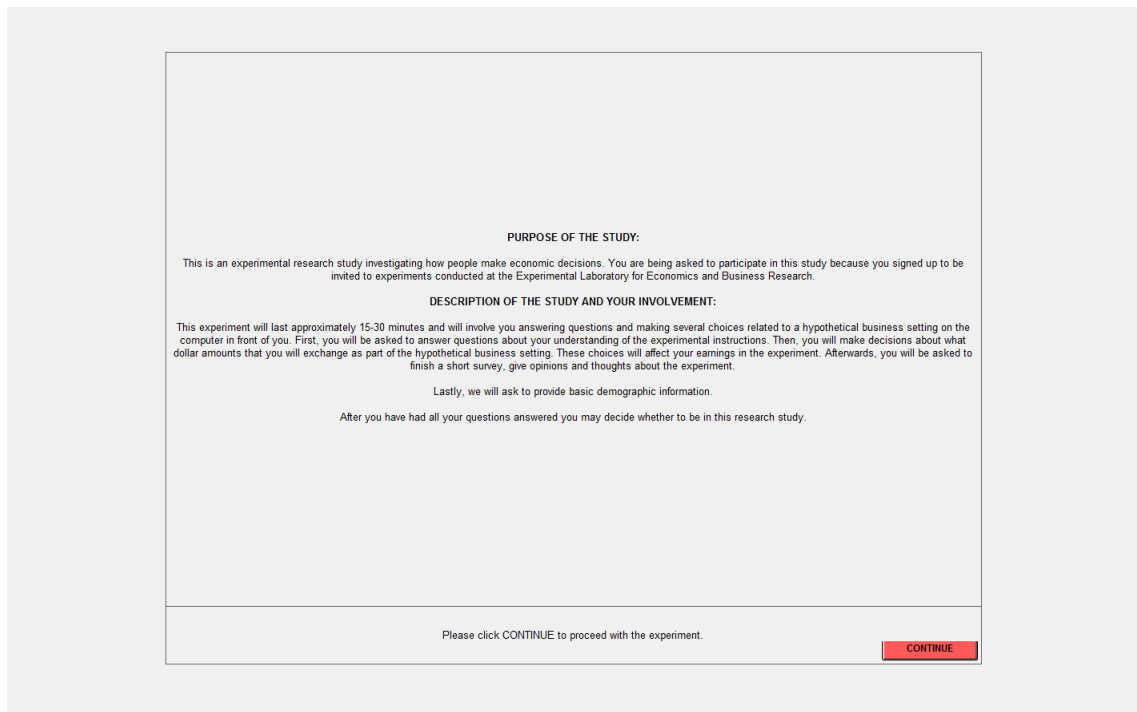 PURPOSE OF THE STUDY:
This is an experimental research study investigating how people make economic decisions. You are being asked to participate in this study because you signed up to be
invited to experiments conducted at the Experimental Laboratory for Economics and Business Research.
DESCRIPTION OF THE STUDY AND YOUR INVOLVEMENT:
This experiment will last approximately 15-30 minutes and will involve you answering questions and making several choices related to a hypothetical business setting on the
computer in front of you. First, you will be asked to answer questions about your understanding of the experimental instructions. Then, you will make decisions about what
dollar amounts that you will exchange as part of the hypothetical business setting. These choices will affect your earnings in the experiment. Afterwards, you will be asked to
finish a short survey, give opinions and thoughts about the experiment.
Lastly, we will ask to provide basic demographic information.
After you have had all your questions answered you may decide whether to be in this research study.
Please click CONTINUE to proceed with the experiment.
CONTINUE